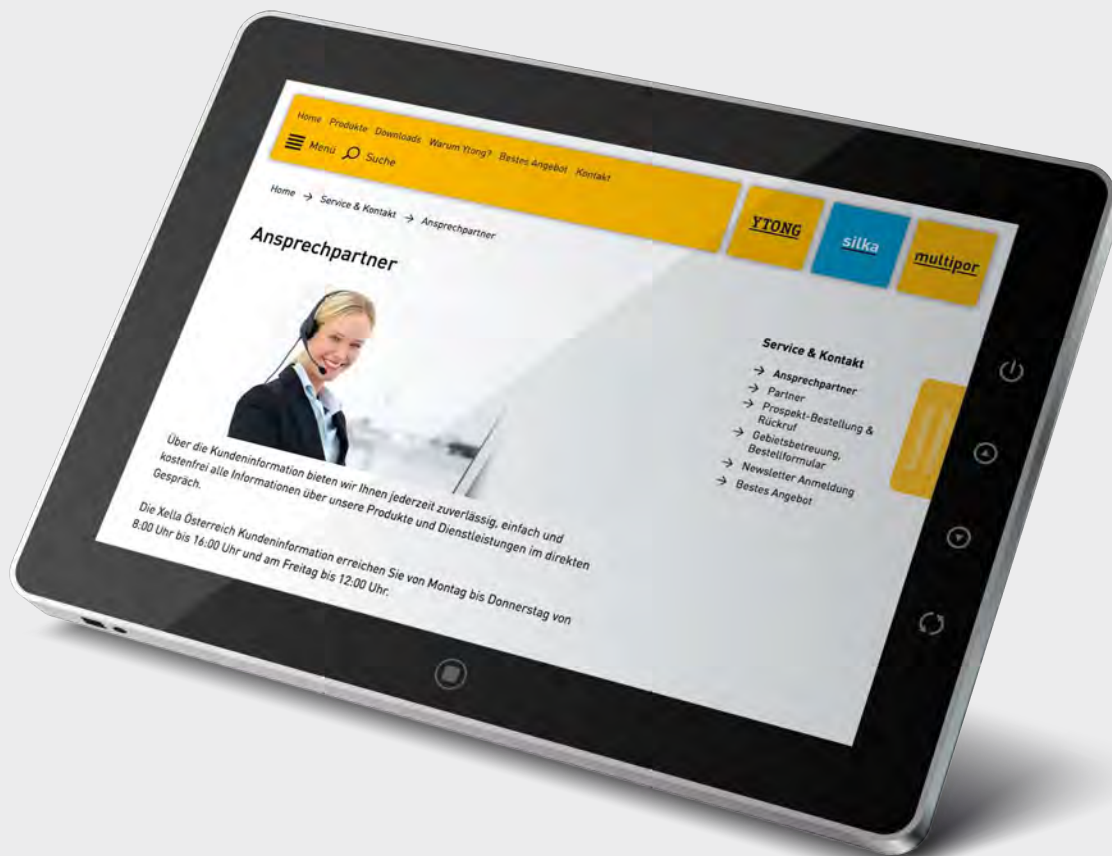 Home Produkte Downloads Warum Ytong? Bestes Angebot Kontakt
Menü Suche
YTONG
silka
multipor
Home → Service & Kontakt → Ansprechpartner
Ansprechpartner
Über die Kundeninformation bieten wir Ihnen jederzeit zuverlässig, einfach und
kostenfrei alle Informationen über unsere Produkte und Dienstleistungen im direkten
Gespräch.
Die Xella Österreich Kundeninformation erreichen Sie von Montag bis Donnerstag von
8:00 Uhr bis 16:00 Uhr und am Freitag bis 12:00 Uhr.
Service & Kontakt
→ Ansprechpartner
→ Partner
→ Prospekt-Bestellung &
Rückruf
→ Gebietsbetreuung,
Bestellformular
→ Newsletter Anmeldung
→ Bestes Angebot